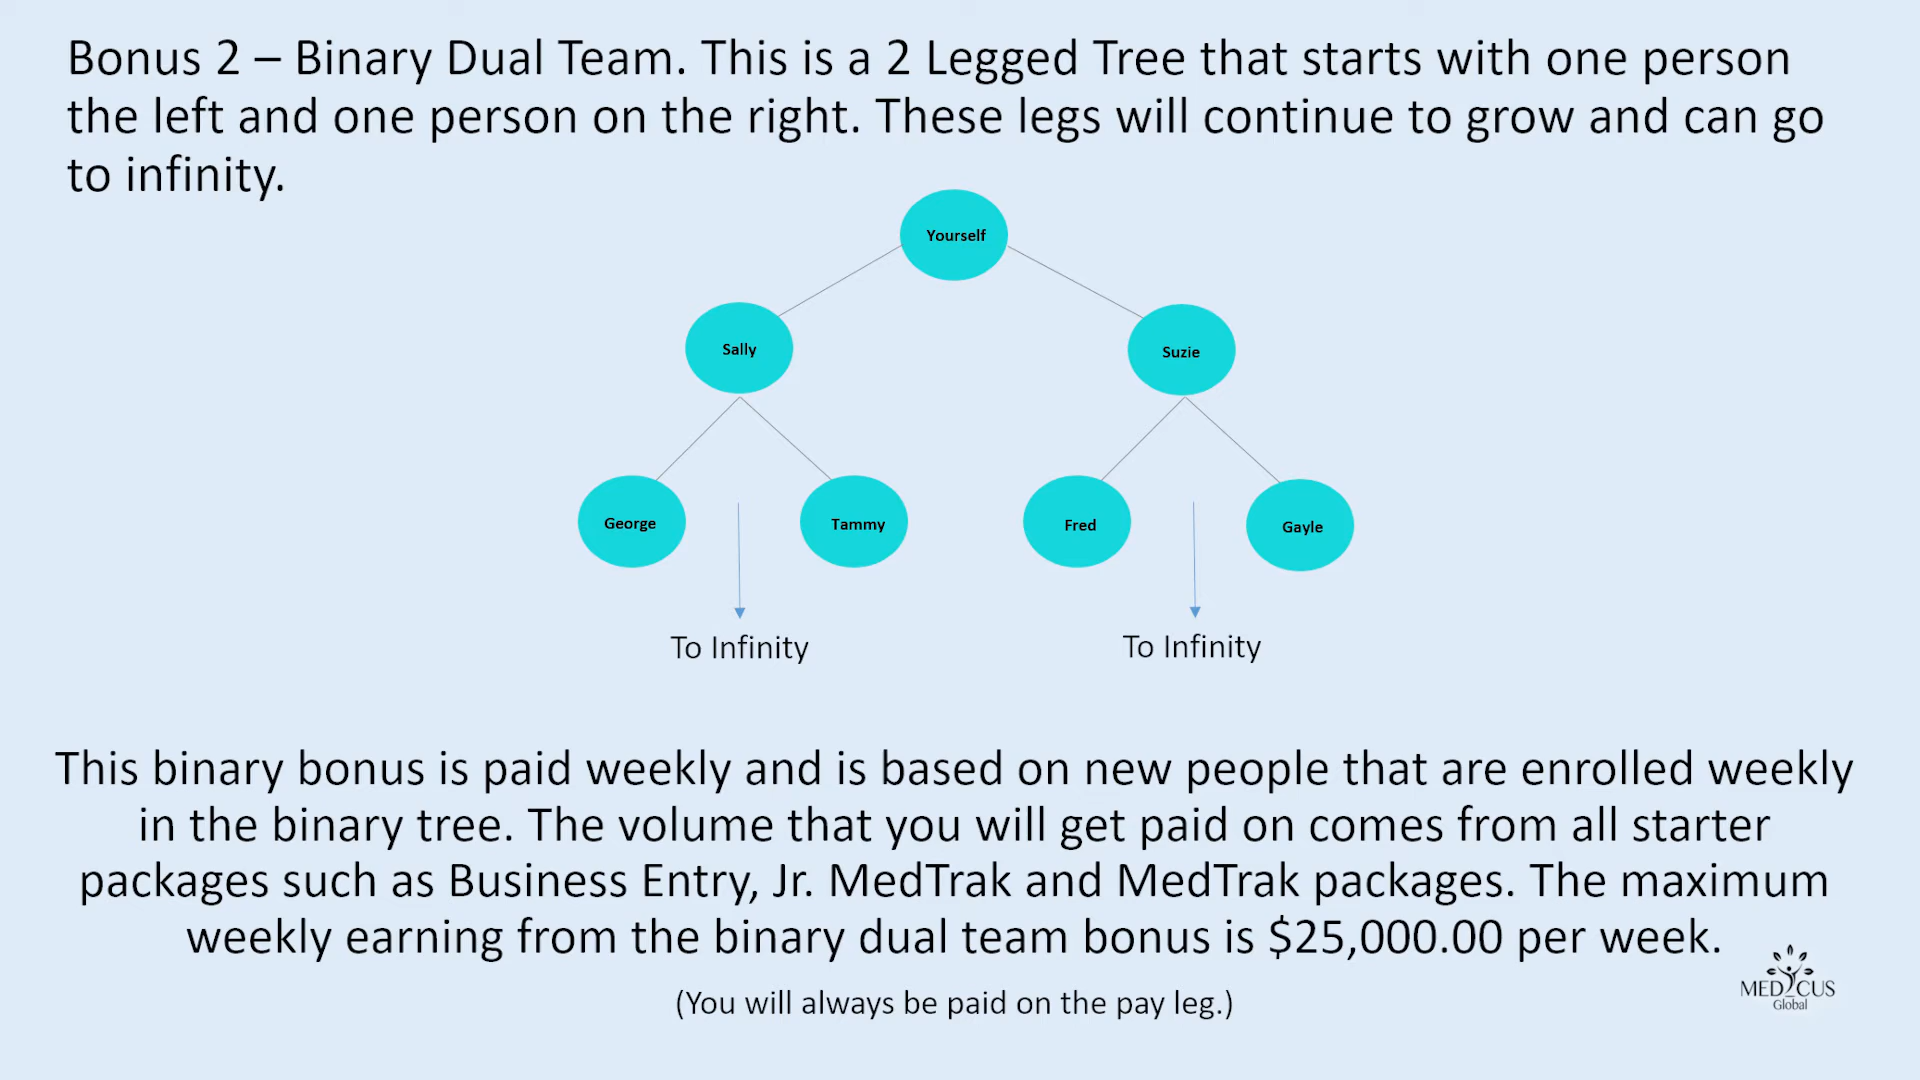 Bonus 2 – Binary Dual Team. This is a 2 Legged Tree that starts with one person
the left and one person on the right. These legs will continue to grow and can go
to infinity.
Yourself
Sally
Suzie
George
Tammy
Fred
Gayle
To Infinity
To Infinity
This binary bonus is paid weekly and is based on new people that are enrolled weekly
in the binary tree. The volume that you will get paid on comes from all starter
packages such as Business Entry, Jr. MedTrak and MedTrak packages. The maximum
weekly earning from the binary dual team bonus is $25,000.00 per week.
(You will always be paid on the pay leg.)
MEDICUS
Global